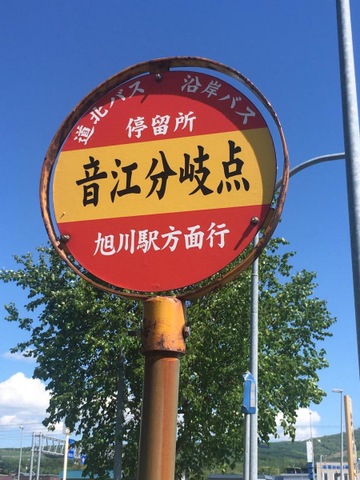 道北バス 沿岸バス
停留所
音江分岐点
旭川駅方面行